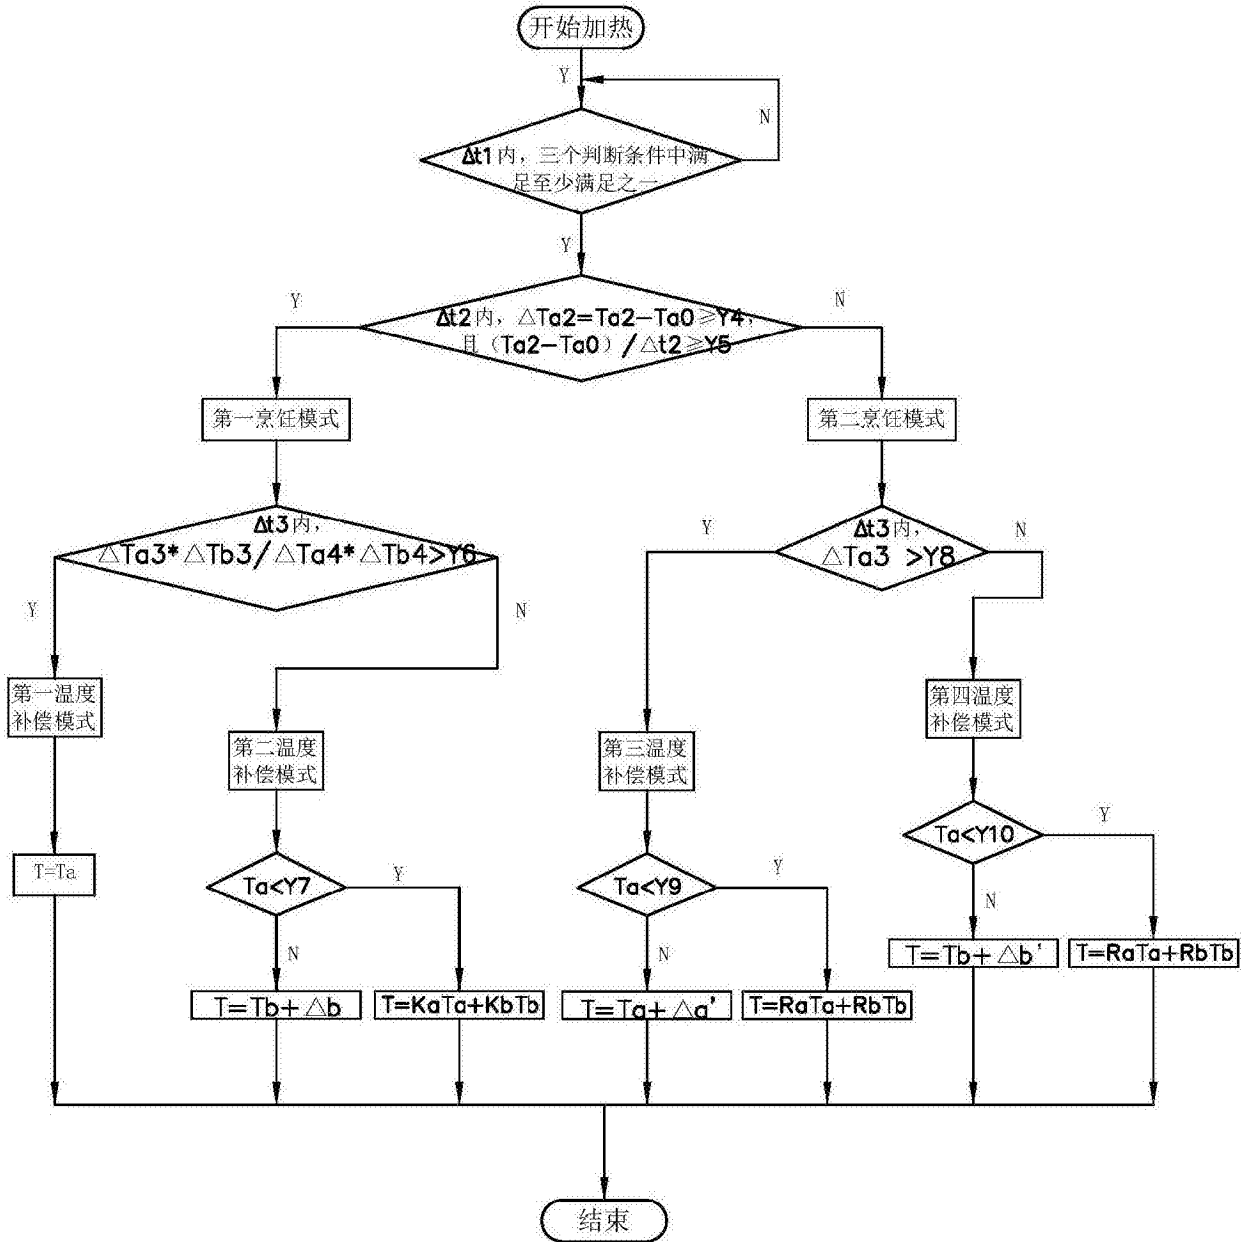 开始加热
Y
N
Δt1内，三个判断条件中满
足至少满足之一
Y
Y
N
Δt2内，△Ta2=Ta2-Ta0≥Y4，
且（Ta2-Ta0）/△t2≥Y5
第一烹饪模式
第二烹饪模式
Δt3内，
△Ta3*△Tb3/△Ta4*△Tb4>Y6
Y
N
Δt3内，
△Ta3 >Y8
Y
N
第一温度
补偿模式
第二温度
补偿模式
第三温度
补偿模式
第四温度
补偿模式
T=Ta
Ta<Y7
Y
N
Ta<Y9
Y
N
Ta<Y10
Y
N
T=Tb+△b
T=KaTa+KbTb
T=Ta+△a'
T=RaTa+RbTb
T=Tb+△b'
T=RaTa+RbTb
结束